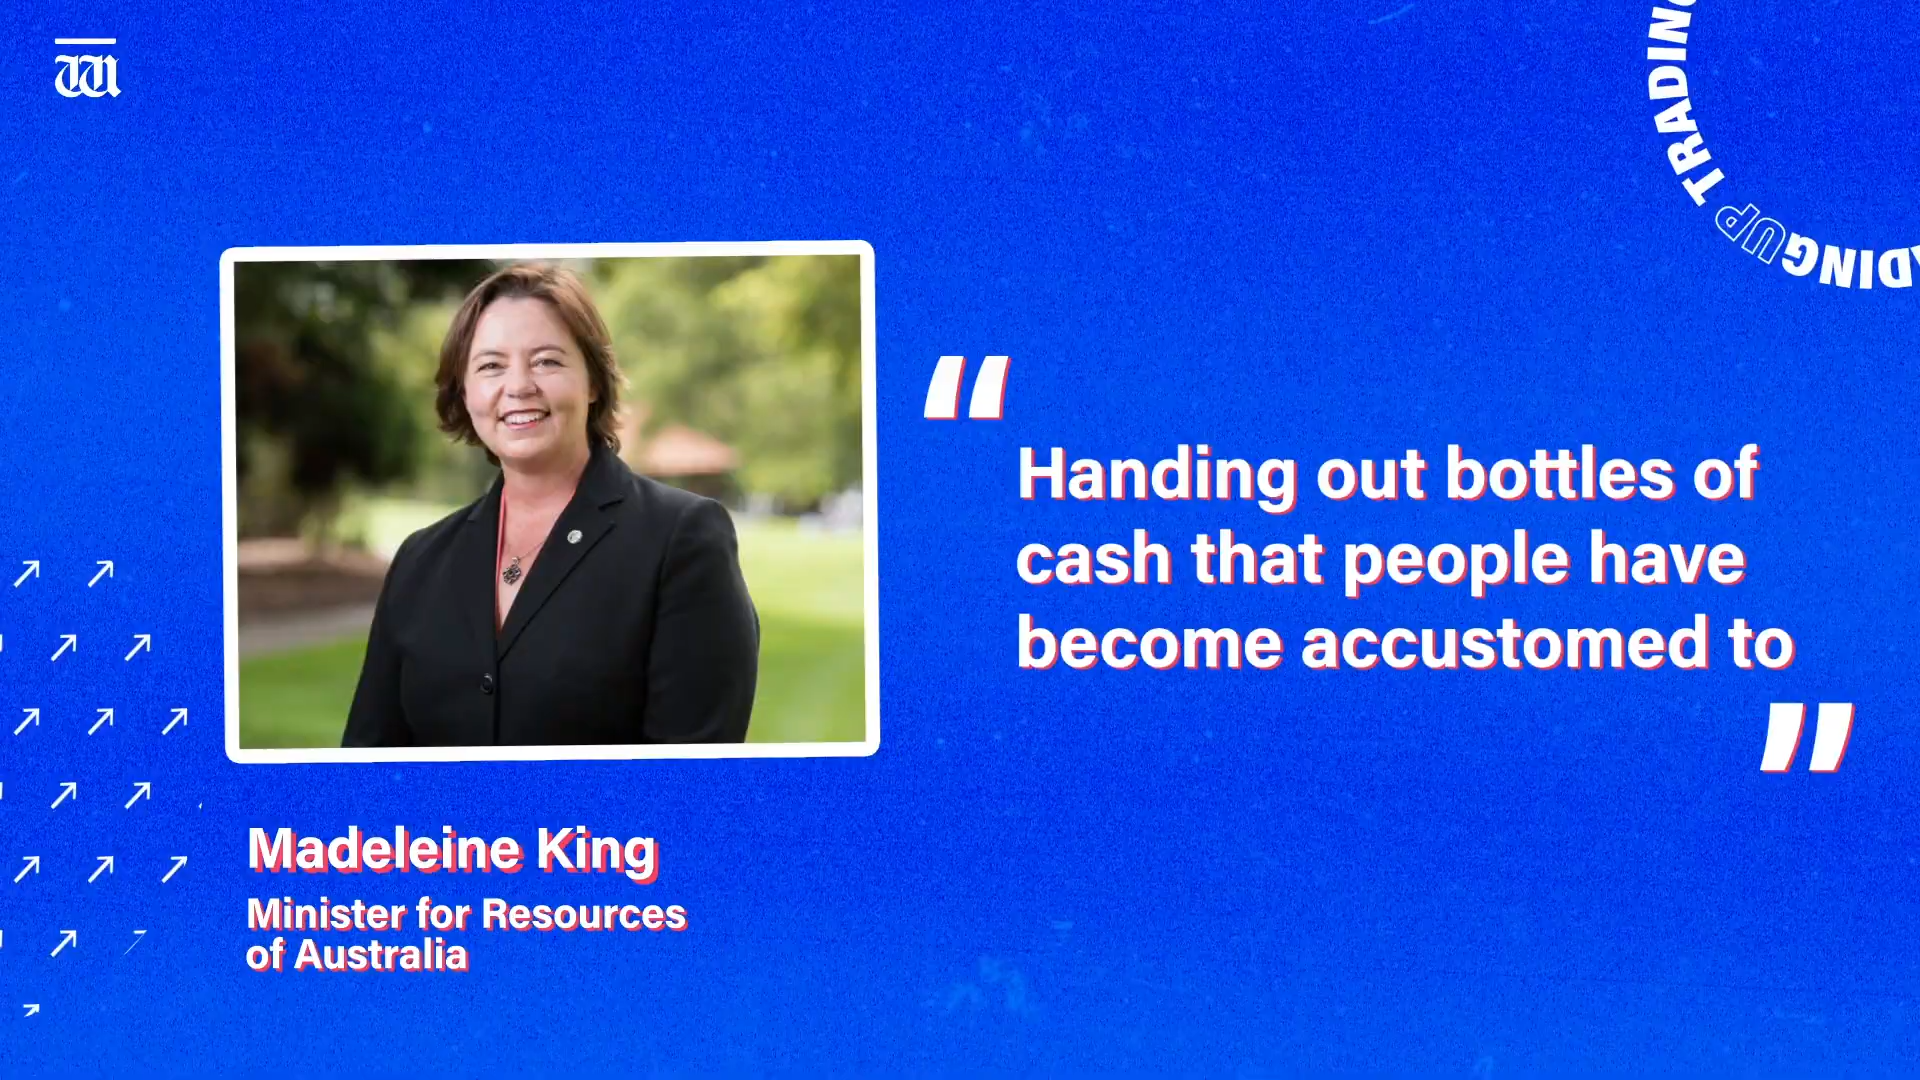 W
TRADING
TRADINGUP
“
Handing out bottles of
cash that people have
become accustomed to
”
Madeleine King
Minister for Resources
of Australia